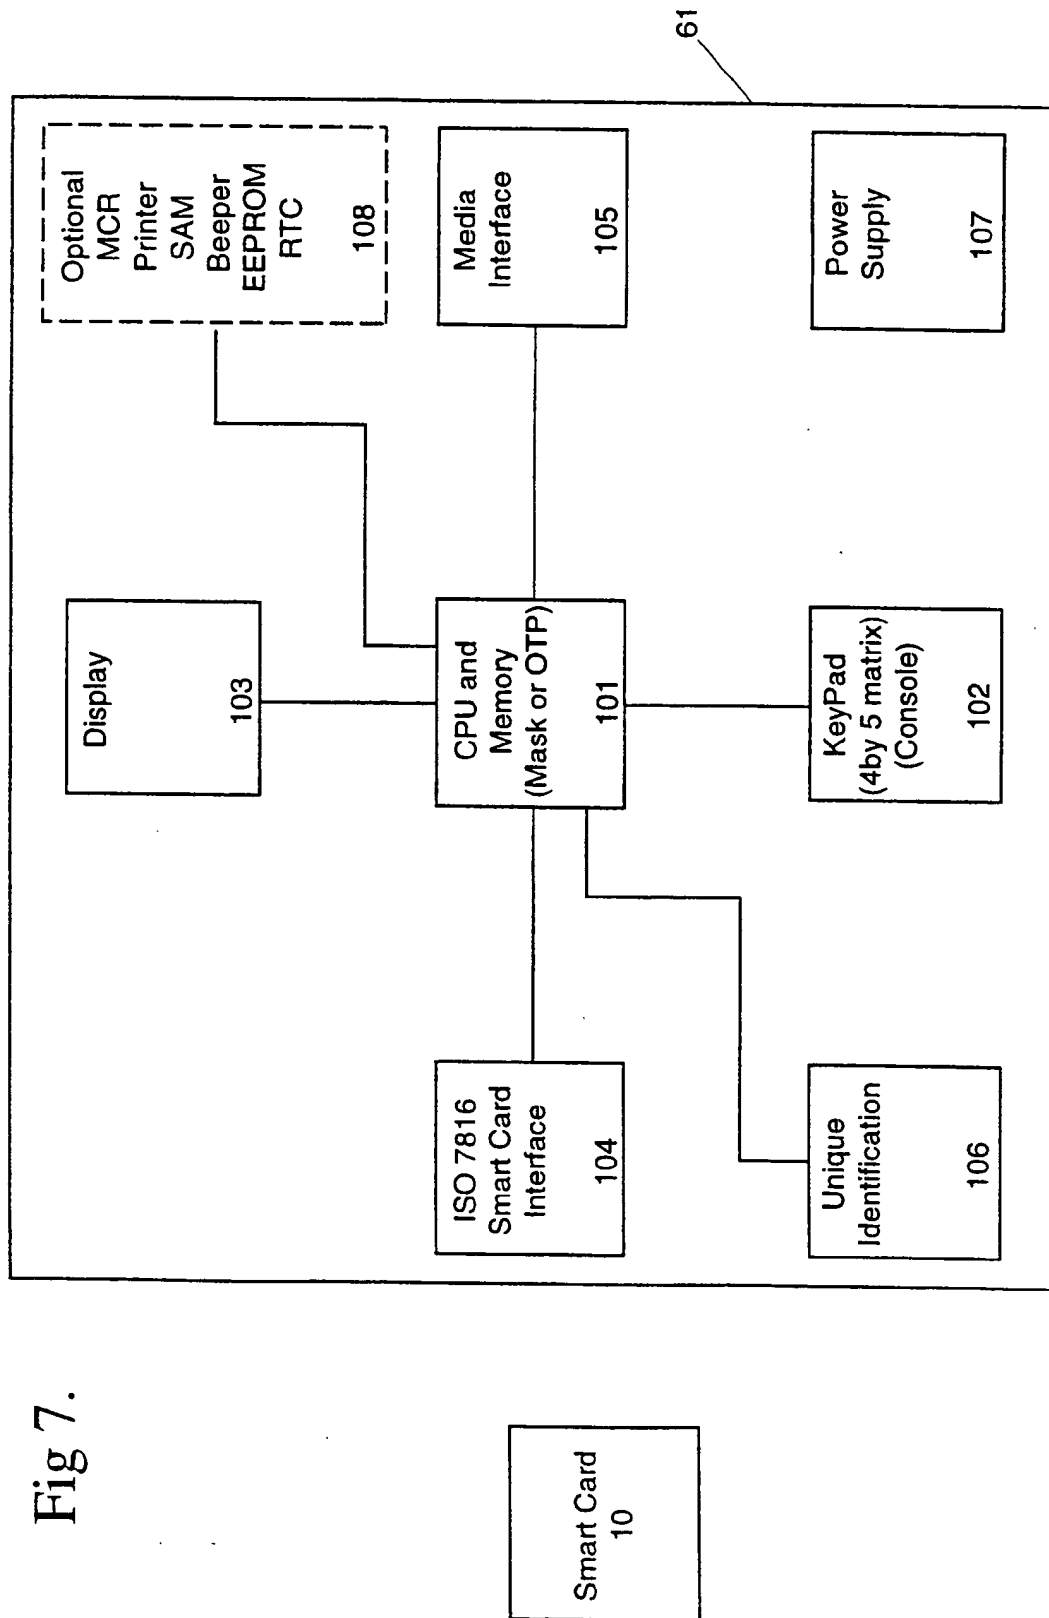 Fig 7.
61
Display
103
Optional
MCR
Printer
SAM
Beeper
EEPROM
RTC
108
ISO 7816
Smart Card
Interface
104
CPU and
Memory
(Mask or OTP)
101
Media
Interface
105
Smart Card
10
Unique
Identification
106
KeyPad
(4by 5 matrix)
(Console)
102
Power
Supply
107